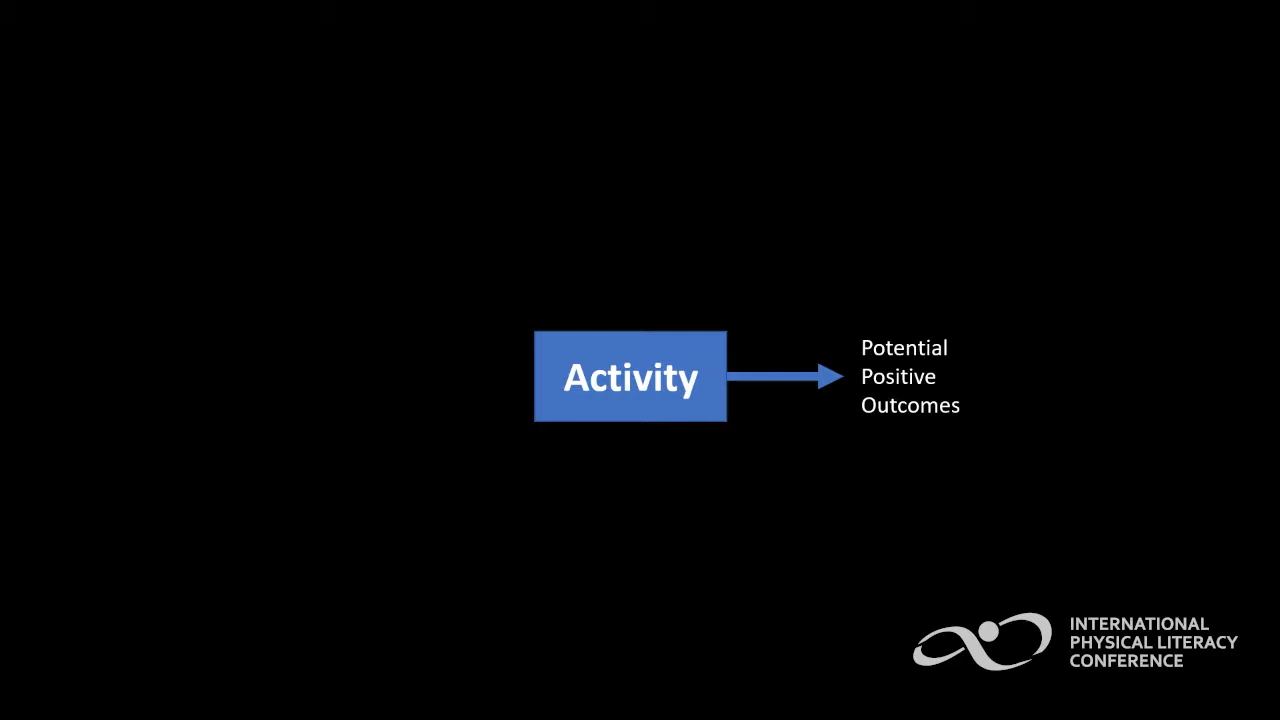 Activity
Potential
Positive
Outcomes
INTERNATIONAL
PHYSICAL LITERACY
CONFERENCE